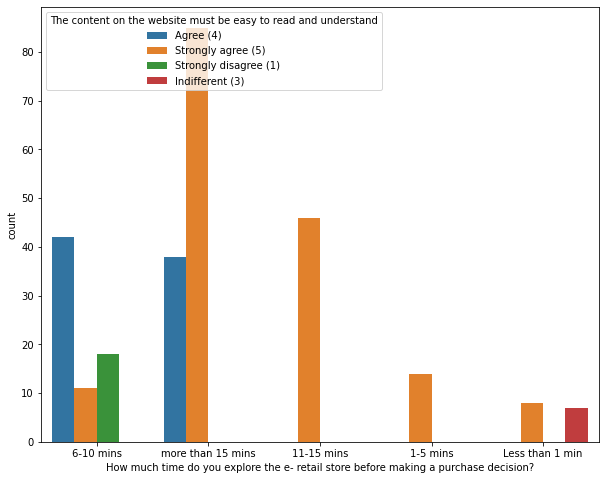 The content on the website must be easy to read and understand
Agree (4)
Strongly agree (5)
Strongly disagree (1)
Indifferent (3)
80
70
60
50
40
30
20
10
0
count
6-10 mins more than 15 mins 11-15 mins 1-5 mins Less than 1 min
How much time do you explore the e- retail store before making a purchase decision?